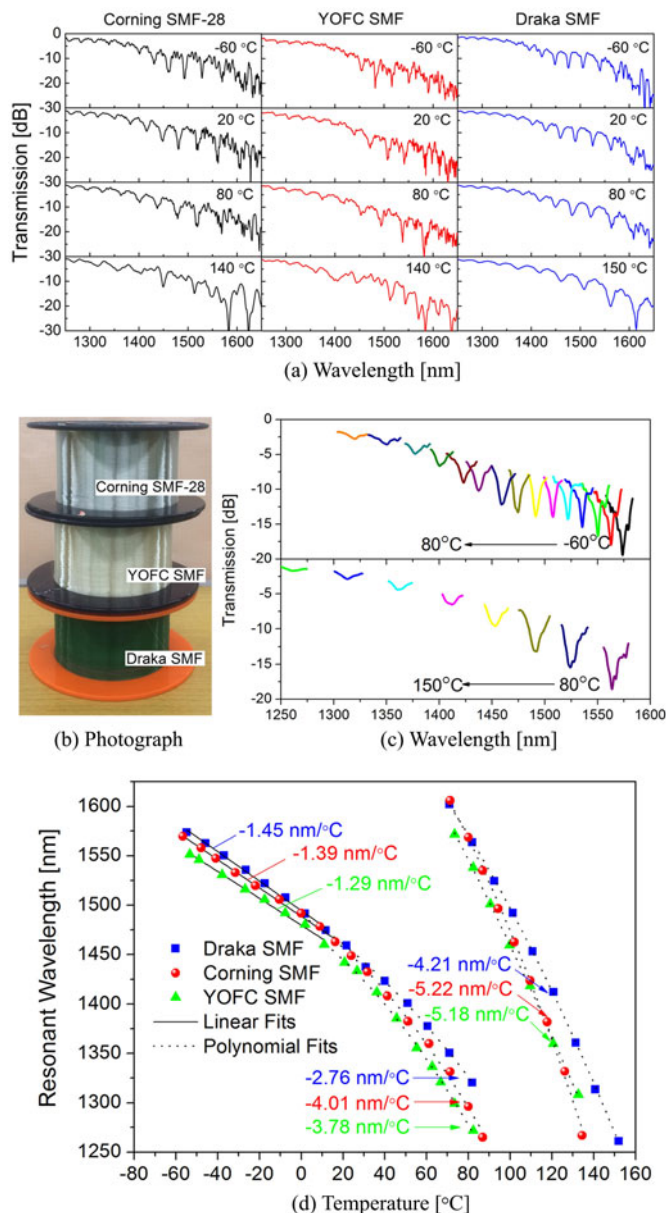 Corning SMF-28 YOFC SMF Draka SMF
0 -60 °C -60 °C -60 °C
-10
-20
-30
20 °C 20 °C 20 °C
-10
-20
-30
80 °C 80 °C 80 °C
-10
-20
-30
140 °C 140 °C 150 °C
-10
-20
-30
Transmission [dB]
1300 1400 1500 1600 1300 1400 1500 1600 1300 1400 1500 1600
(a) Wavelength [nm]
Corning SMF-28
YOFC SMF
Draka SMF
(b) Photograph
0
-5
-10
-15
-20
80°C -60°C
Transmission [dB]
-5
-10
-15
-20
150°C 80°C
1250 1300 1350 1400 1450 1500 1550 1600
(c) Wavelength [nm]
Resonant Wavelength [nm]
1600
1550
1500
1450
1400
1350
1300
1250
-1.45 nm/°C
-1.39 nm/°C
-1.29 nm/°C
Draka SMF
Corning SMF
YOFC SMF
Linear Fits
Polynomial Fits
-2.76 nm/°C
-4.01 nm/°C
-3.78 nm/°C
-4.21 nm/°C
-5.22 nm/°C
-5.18 nm/°C
-80 -60 -40 -20 0 20 40 60 80 100 120 140 160
(d) Temperature [°C]